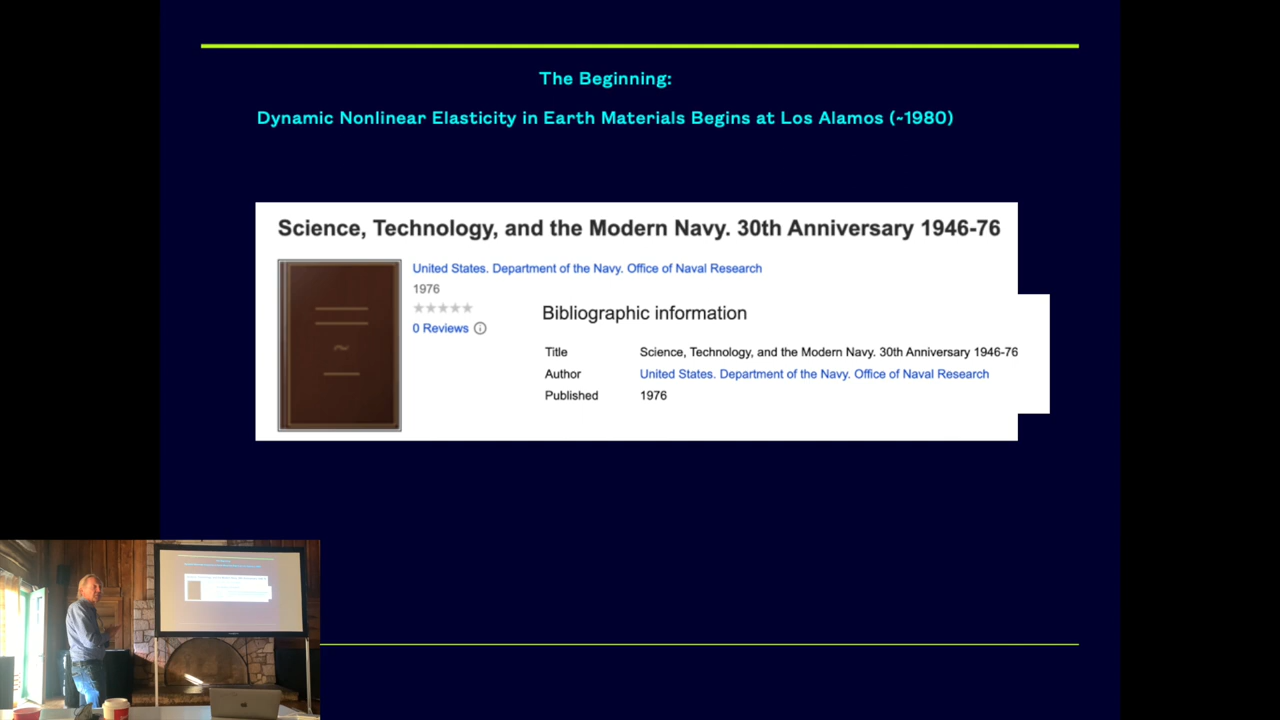 The Beginning:
Dynamic Nonlinear Elasticity in Earth Materials Begins at Los Alamos (~1980)
Science, Technology, and the Modern Navy. 30th Anniversary 1946-76
United States. Department of the Navy. Office of Naval Research
1976
0 Reviews
Bibliographic information
Title Science, Technology, and the Modern Navy. 30th Anniversary 1946-76
Author United States. Department of the Navy. Office of Naval Research
Published 1976